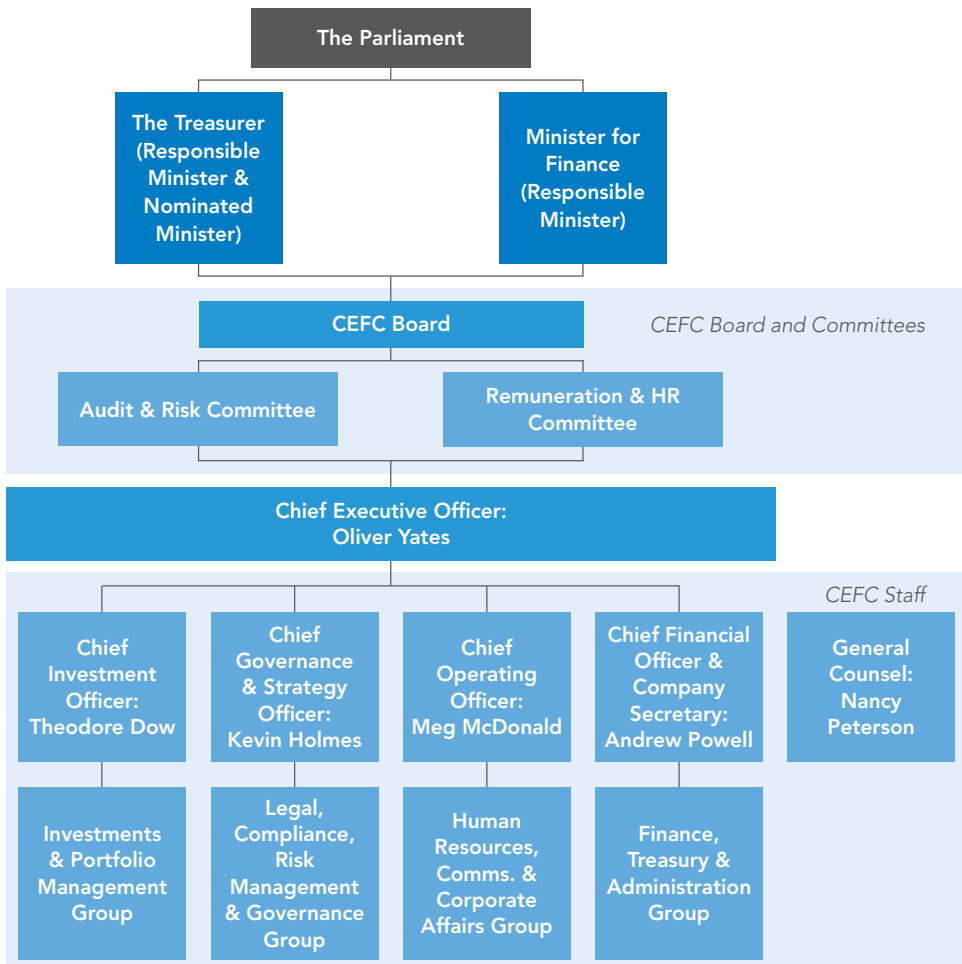 The Parliament
The Treasurer
(Responsible
Minister &
Nominated
Minister)
Minister for
Finance
(Responsible
Minister)
CEFC Board
CEFC Board and Committees
Audit & Risk Committee
Remuneration & HR
Committee
Chief Executive Officer:
Oliver Yates
CEFC Staff
Chief
Investment
Officer:
Theodore Dow
Chief
Governance
& Strategy
Officer:
Kevin Holmes
Chief
Operating
Officer:
Meg McDonald
Chief Financial
Officer &
Company
Secretary:
Andrew Powell
General
Counsel:
Nancy
Peterson
Investments
& Portfolio
Management
Group
Legal,
Compliance,
Risk
Management
& Governance
Group
Human
Resources,
Comms. &
Corporate
Affairs Group
Finance,
Treasury &
Administration
Group